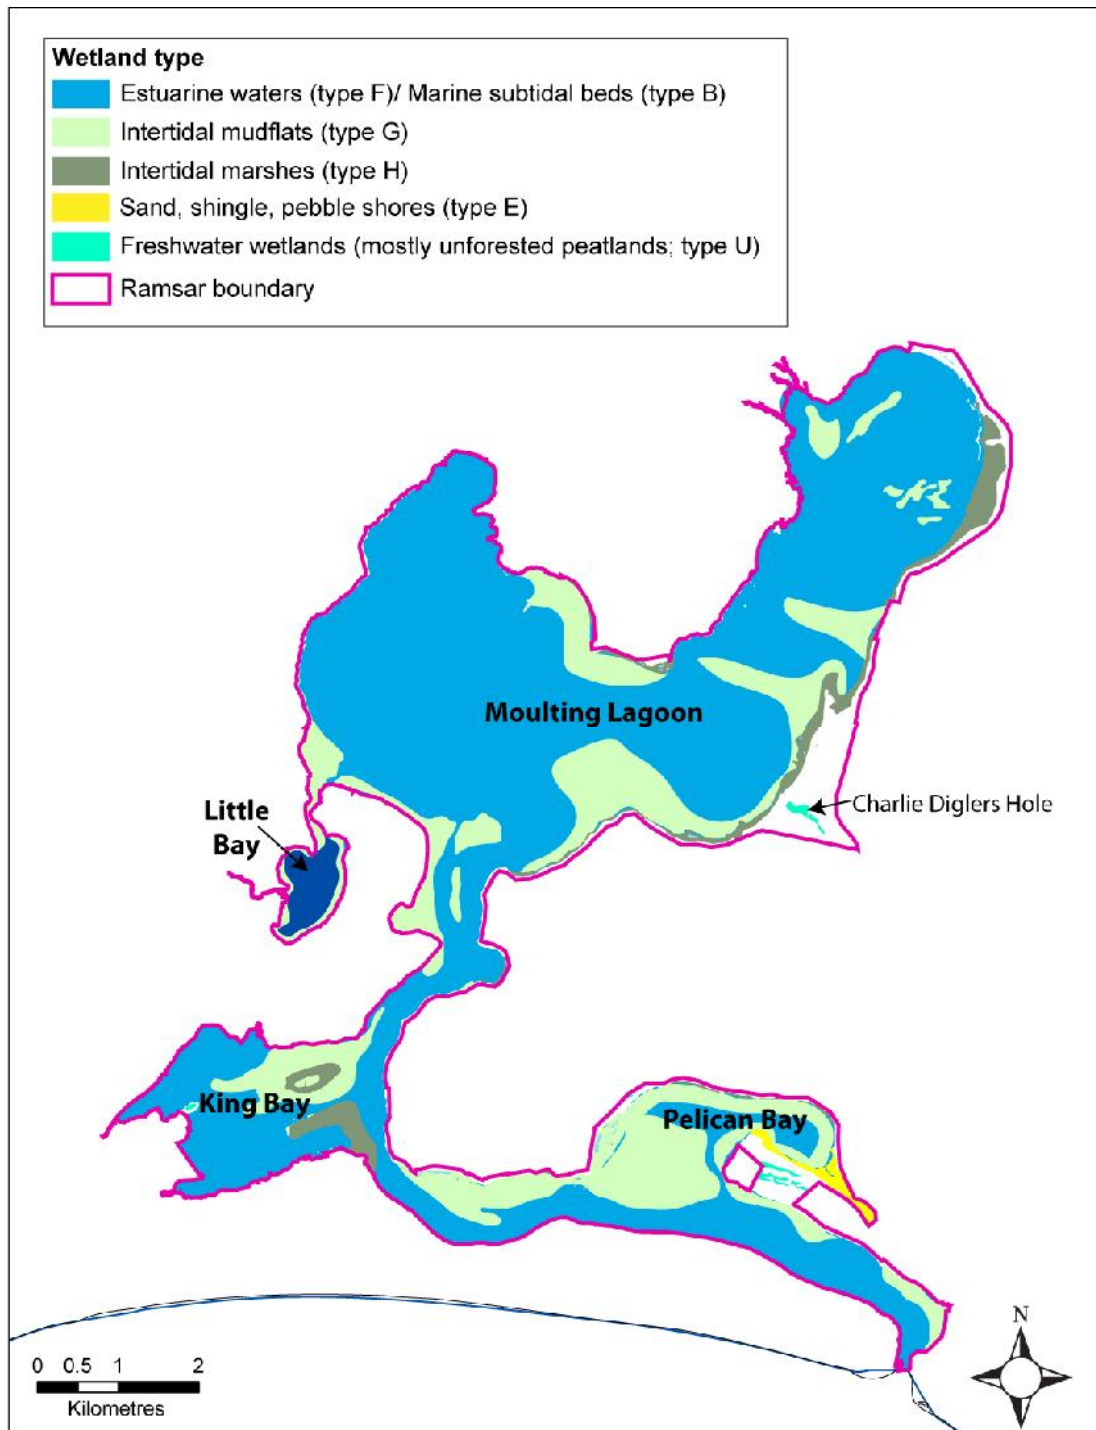 Wetland type
Estuarine waters (type F)/ Marine subtidal beds (type B)
Intertidal mudflats (type G)
Intertidal marshes (type H)
Sand, shingle, pebble shores (type E)
Freshwater wetlands (mostly unforested peatlands; type U)
Ramsar boundary
Moulting Lagoon
Charlie Diglers Hole
Little
Bay
King Bay
Pelican Bay
N
0 0.5 1 2
Kilometres